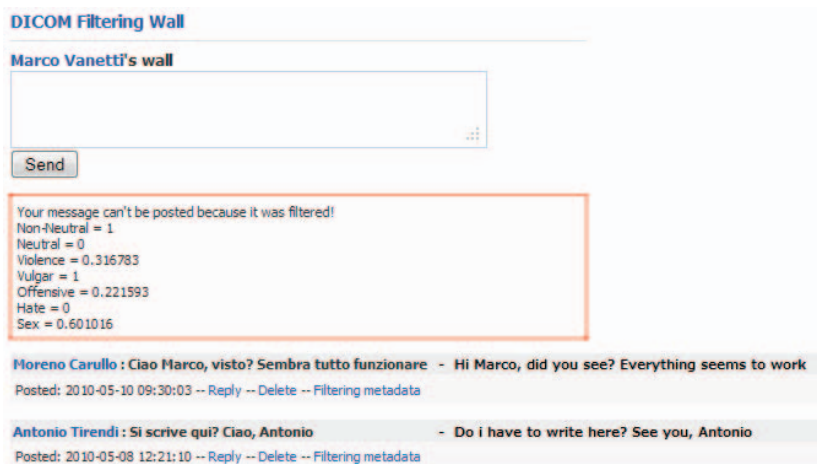 DICOM Filtering Wall
Marco Vanetti's wall
Send
Your message can't be posted because it was filtered!
Non-Neutral = 1
Neutral = 0
Violence = 0.316783
Vulgar = 1
Offensive = 0.221593
Hate = 0
Sex = 0.601016
Moreno Carullo : Ciao Marco, visto? Sembra tutto funzionare - Hi Marco, did you see? Everything seems to work
Posted: 2010-05-10 09:30:03 -- Reply -- Delete -- Filtering metadata
Antonio Tirendi : Si scrive qui? Ciao, Antonio - Do i have to write here? See you, Antonio
Posted: 2010-05-08 12:21:10 -- Reply -- Delete -- Filtering metadata